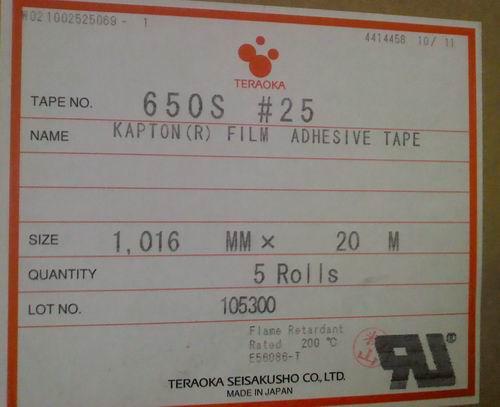 W021002525069 - 1
4414458 10/ 11
TERAOKA
TAPE NO. 650S #25
NAME KAPTON(R) FILM ADHESIVE TAPE
SIZE 1,016 MM × 20 M
QUANTITY 5 Rolls
LOT NO. 105300
Flame Retardant
Rated 200 ℃
E56086-T
TERAOKA SEISAKUSHO CO., LTD.
MADE IN JAPAN